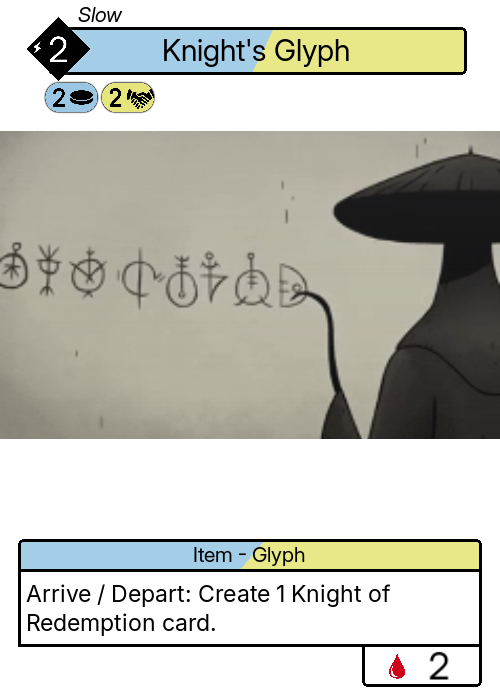 Slow
2
Knight's Glyph
2 2
Item - Glyph
Arrive / Depart: Create 1 Knight of
Redemption card.
2